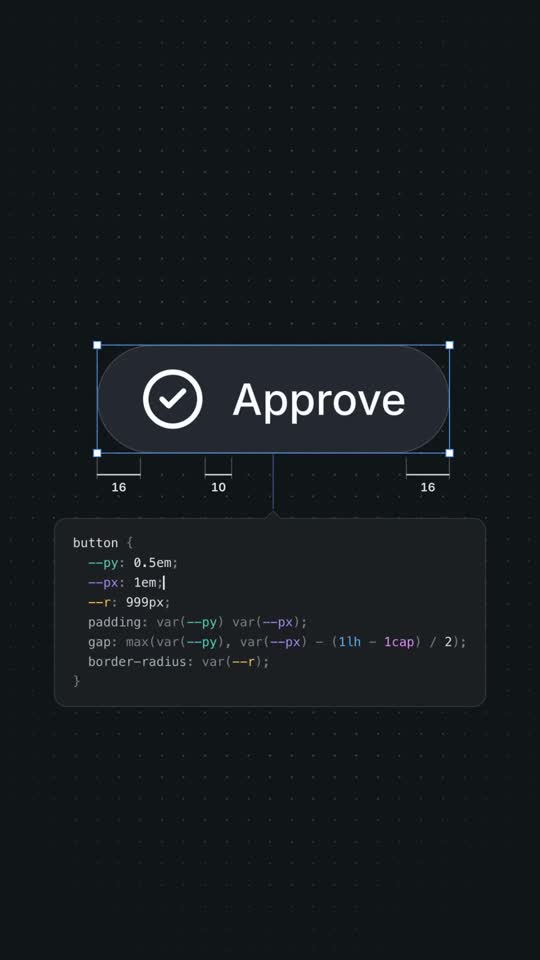 Approve
16 10 16
button {
  --py: 0.5em;
  --px: 1em;
  --r: 999px;
  padding: var(--py) var(--px);
  gap: max(var(--py), var(--px) - (1lh - 1cap) / 2);
  border-radius: var(--r);
}